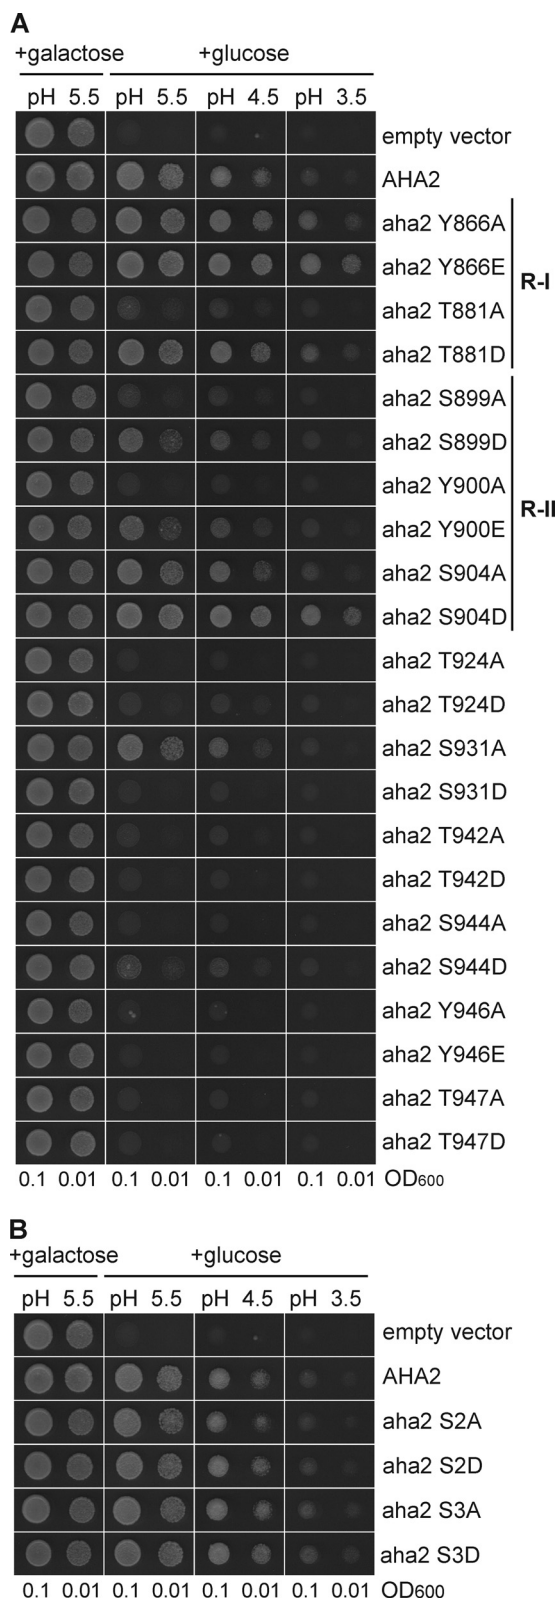 A
+galactose +glucose
pH 5.5 pH 5.5 pH 4.5 pH 3.5
empty vector
AHA2
aha2 Y866A
aha2 Y866E
R-I
aha2 T881A
aha2 T881D
aha2 S899A
aha2 S899D
aha2 Y900A
R-II
aha2 Y900E
aha2 S904A
aha2 S904D
aha2 T924A
aha2 T924D
aha2 S931A
aha2 S931D
aha2 T942A
aha2 T942D
aha2 S944A
aha2 S944D
aha2 Y946A
aha2 Y946E
aha2 T947A
aha2 T947D
0.1 0.01 0.1 0.01 0.1 0.01 0.1 0.01 OD600
B
+galactose +glucose
pH 5.5 pH 5.5 pH 4.5 pH 3.5
empty vector
AHA2
aha2 S2A
aha2 S2D
aha2 S3A
aha2 S3D
0.1 0.01 0.1 0.01 0.1 0.01 0.1 0.01 OD600